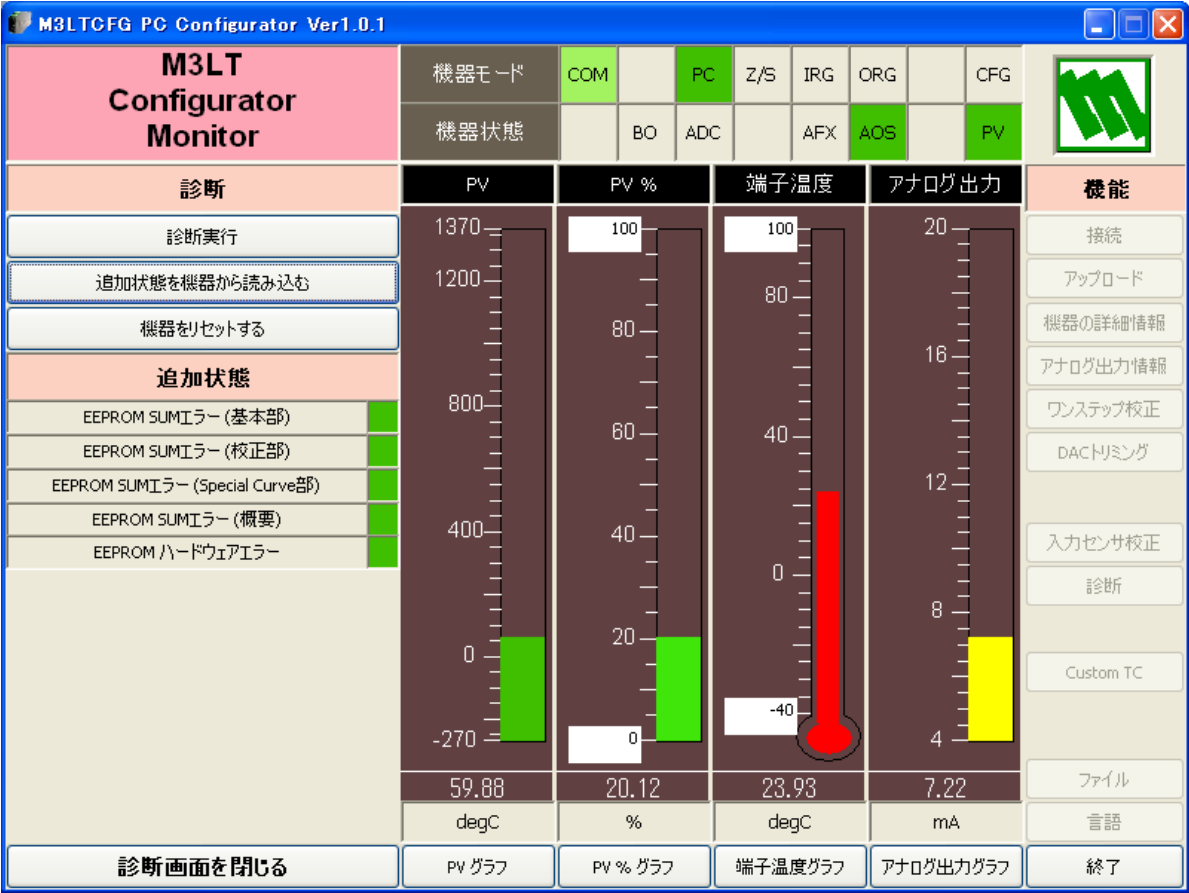 M3LTCFG PC Configurator Ver1.0.1
M3LT
Configurator
Monitor
機器モード
COM
PC
Z/S
IRG
ORG
CFG
機器状態
BO
ADC
AFX
AOS
PV
診断
診断実行
追加状態を機器から読み込む
機器をリセットする
追加状態
EEPROM SUMエラー (基本部)
EEPROM SUMエラー (校正部)
EEPROM SUMエラー (Special Curve部)
EEPROM SUMエラー (概要)
EEPROM ハードウェアエラー
診断画面を閉じる
PV
1370
1200
800
400
0
-270
59.88
degC
PV グラフ
PV %
100
80
60
40
20
0
20.12
%
PV % グラフ
端子温度
100
80
40
0
-40
23.93
degC
端子温度グラフ
アナログ出力
20
16
12
8
4
7.22
mA
アナログ出力グラフ
機能
接続
アップロード
機器の詳細情報
アナログ出力情報
ワンステップ校正
DACトリミング
入力センサ校正
診断
Custom TC
ファイル
言語
終了